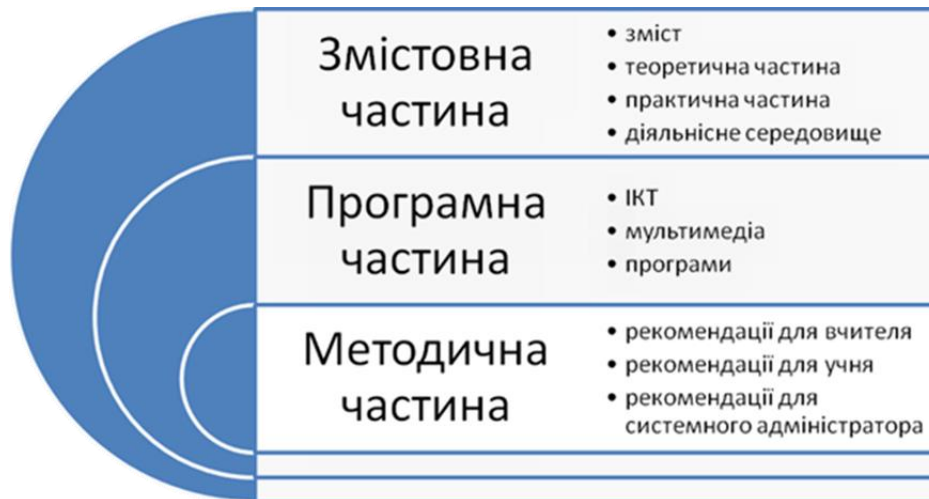 Змістовна
частина
• зміст
• теоретична частина
• практична частина
• діяльнісне середовище
Програмна
частина
• ІКТ
• мультимедіа
• програми
Методична
частина
• рекомендації для вчителя
• рекомендації для учня
• рекомендації для
системного адміністратора